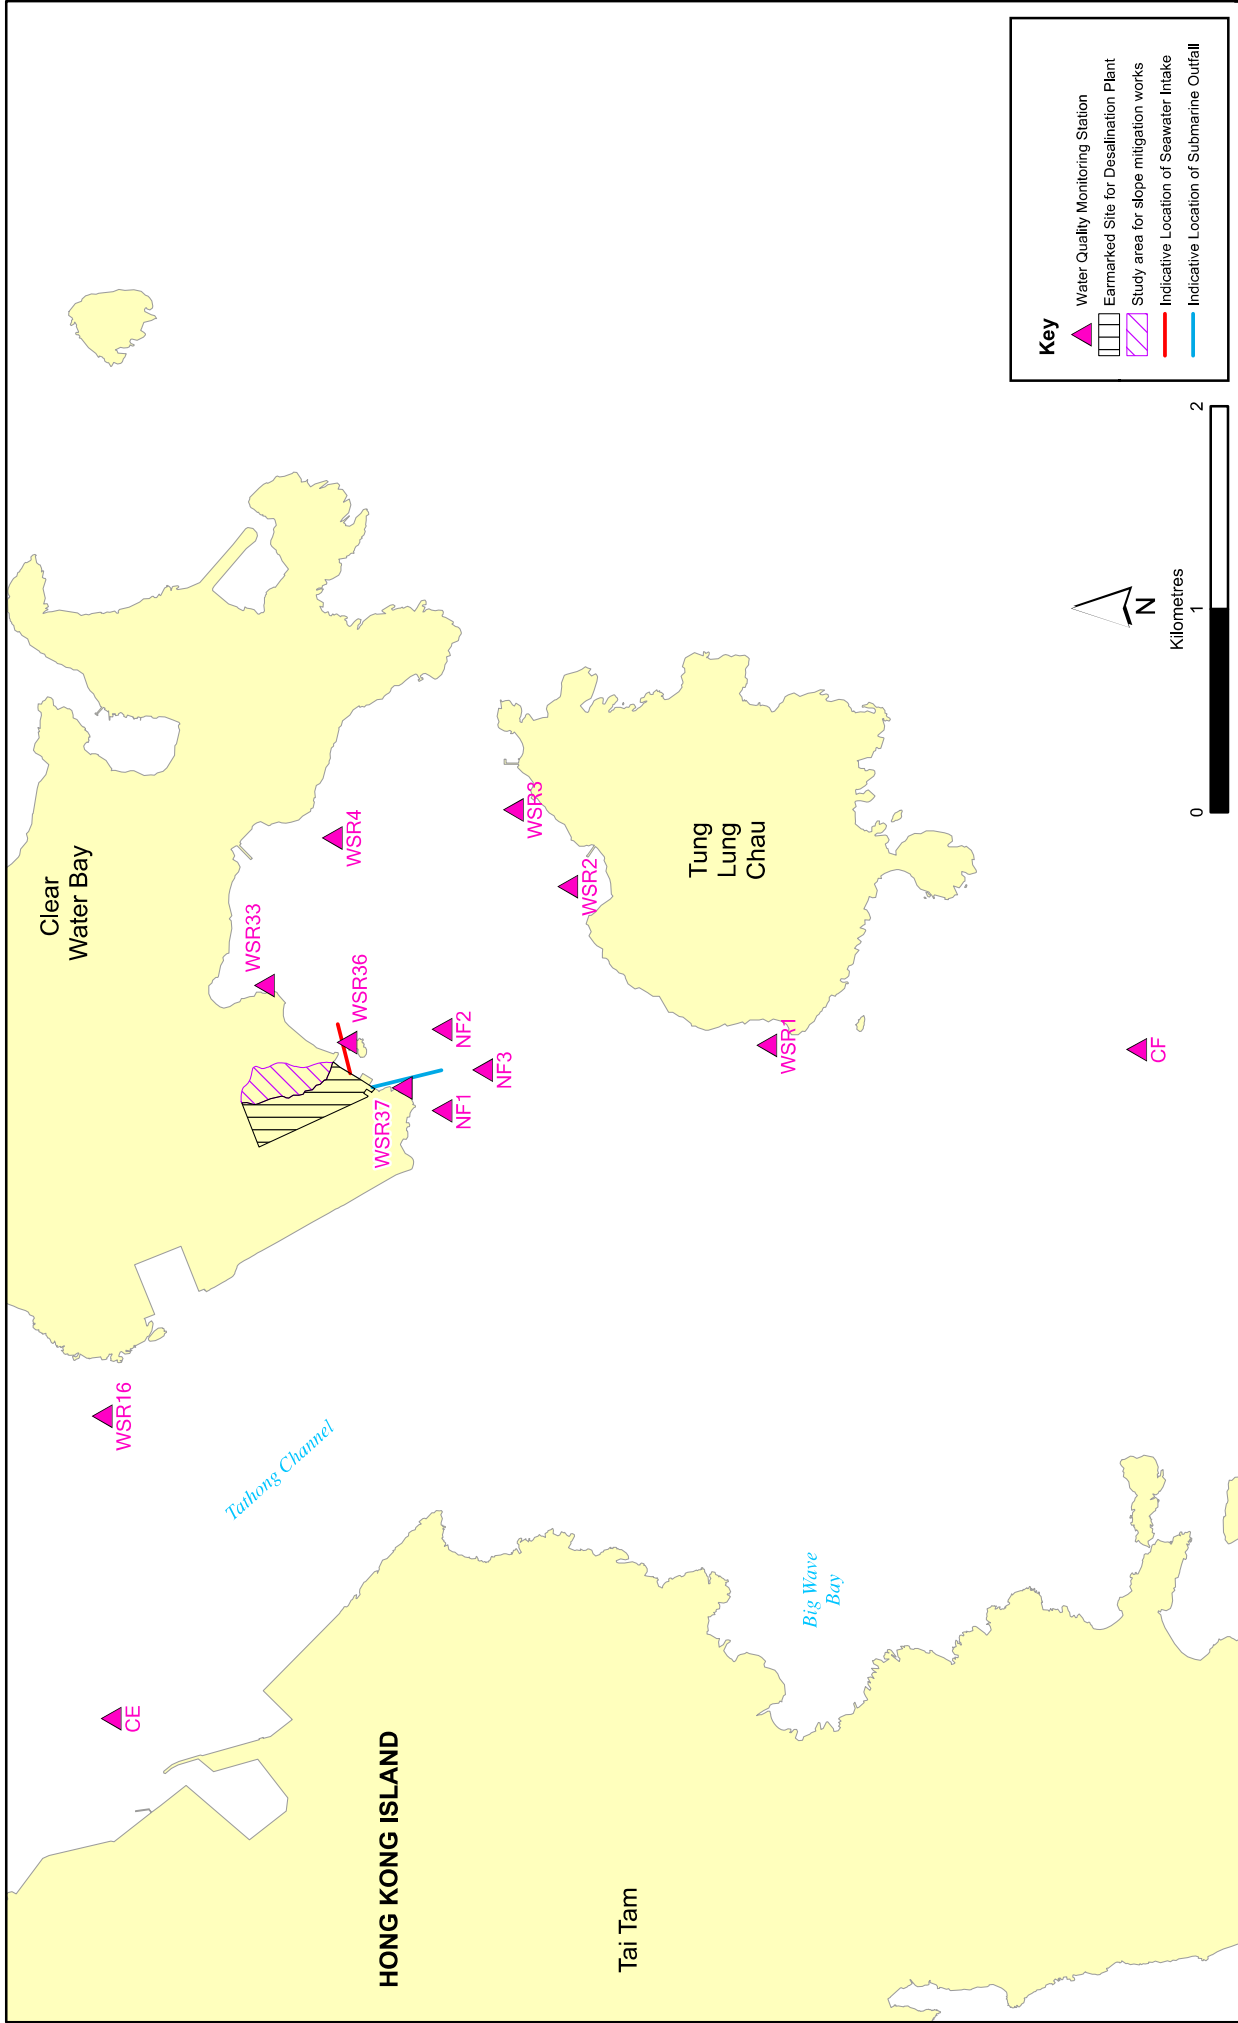 Clear
Water Bay
WSR16
CE
Tathong Channel
WSR33
WSR4
WSR36
WSR37
NF2
NF1
NF3
WSR3
WSR2
HONG KONG ISLAND
Tai Tam
Tung
Lung
Chau
WSR1
Big Wave
Bay
CF
N
Kilometres
0
1
2
Key
Water Quality Monitoring Station
Earmarked Site for Desalination Plant
Study area for slope mitigation works
Indicative Location of Seawater Intake
Indicative Location of Submarine Outfall